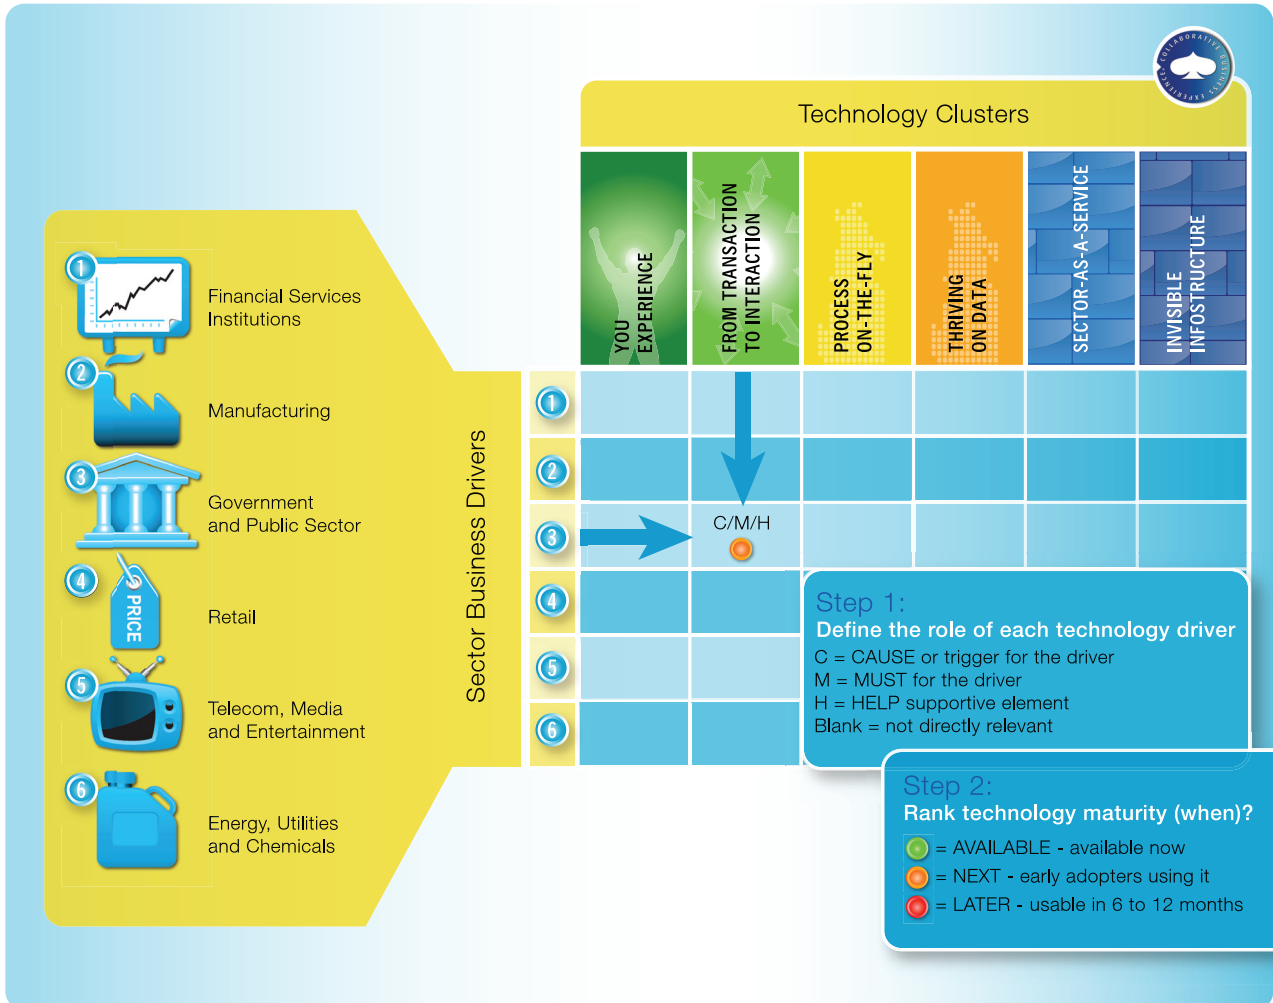 COLLABORATIVE BUSINESS EXPERIENCE
Technology Clusters
YOU
EXPERIENCE
FROM TRANSACTION
TO INTERACTION
PROCESS
ON-THE-FLY
THRIVING
ON DATA
SECTOR-AS-A-SERVICE
INVISIBLE
INFOSTRUCTURE
1
Financial Services
Institutions
2
Manufacturing
3
Government
and Public Sector
4
PRICE
Retail
5
Telecom, Media
and Entertainment
6
Energy, Utilities
and Chemicals
Sector Business Drivers
1
2
3
C/M/H
4
5
6
Step 1:
Define the role of each technology driver
C = CAUSE or trigger for the driver
M = MUST for the driver
H = HELP supportive element
Blank = not directly relevant
Step 2:
Rank technology maturity (when)?
= AVAILABLE - available now
= NEXT - early adopters using it
= LATER - usable in 6 to 12 months